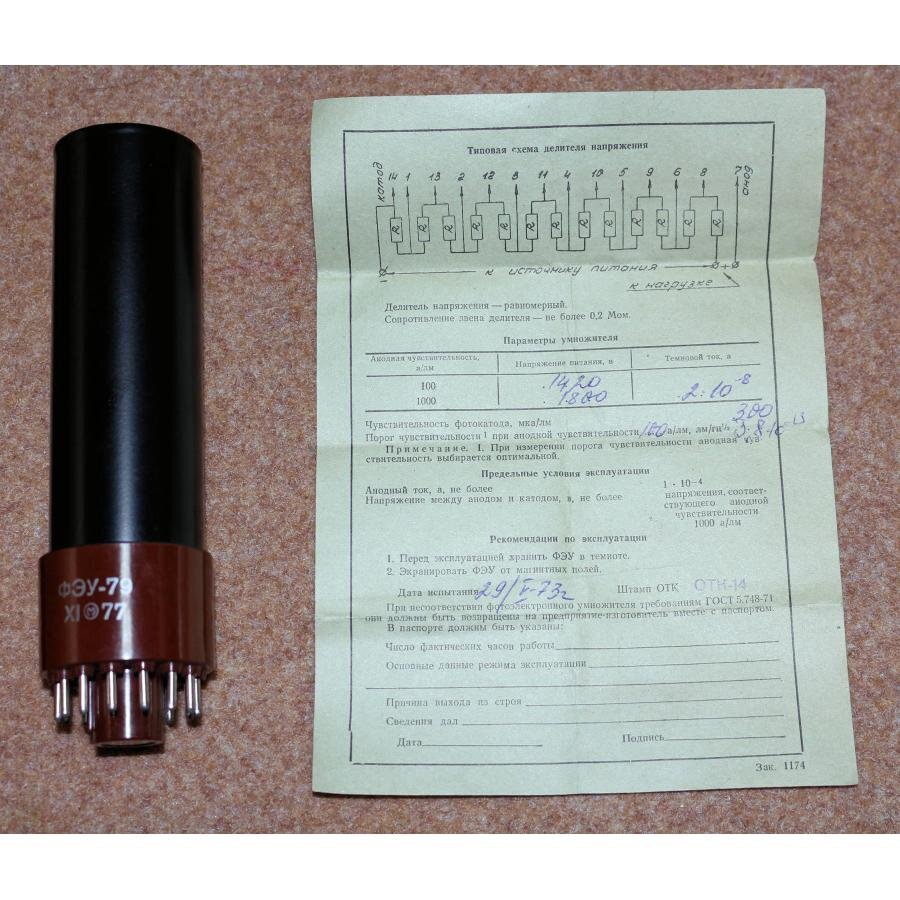 ФЭУ-79
XI 77
Типовая схема делителя напряжения
катод 14 1 13 2 12 3 11 4 10 5 9 6 8 7 анод
R R R R R R R R R R R R R
− к источнику питания +
к нагрузке
Делитель напряжения — равномерный.
Сопротивление звена делителя — не более 0,2 Мом.
Параметры умножителя
Анодная чувствительность, а/лм Напряжение питания, в Темновой ток, а
100 1420
1000 1800 2·10⁻⁸
Чувствительность фотокатода, мка/лм 300
Порог чувствительности¹ при анодной чувствительности 100 а/лм, лм/гц½
Примечание. 1. При измерении порога чувствительности анодная чув-
ствительность выбирается оптимальной.
Предельные условия эксплуатации
Анодный ток, а, не более 1 · 10⁻⁴
Напряжение между анодом и катодом, в, не более напряжения, соответ-
ствующего анодной
чувствительности
1000 а/лм
Рекомендации по эксплуатации
1. Перед эксплуатацией хранить ФЭУ в темноте.
2. Экранировать ФЭУ от магнитных полей.
Дата испытания 29/V-73г Штамп ОТК ОТК-14
При несоответствии фотоэлектронного умножителя требованиям ГОСТ 5.748-71
они должны быть возвращены на предприятие-изготовитель вместе с паспортом.
В паспорте должны быть указаны:
Число фактических часов работы
Основные данные режима эксплуатации
Причина выхода из строя
Сведения дал
Дата Подпись
Зак. 1174